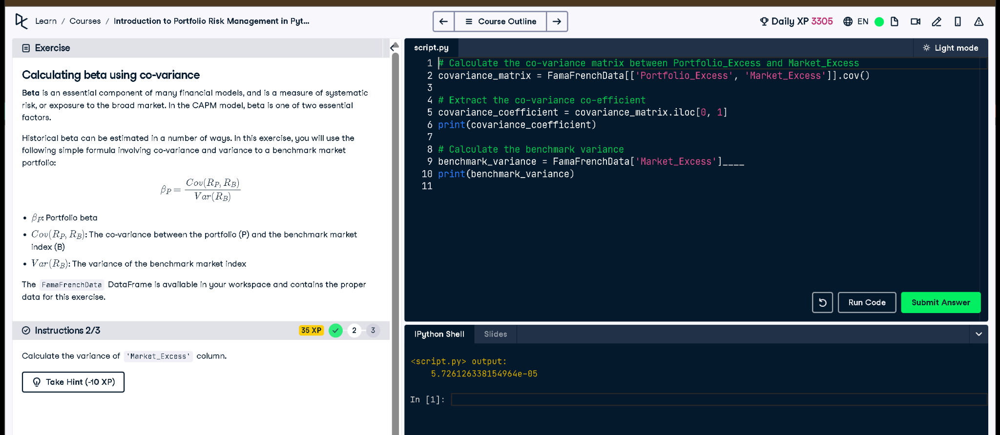 Learn / Courses / Introduction to Portfolio Risk Management in Pyt...
Course Outline
Daily XP 3305
EN
Exercise
Calculating beta using co-variance
Beta is an essential component of many financial models, and is a measure of systematic
risk, or exposure to the broad market. In the CAPM model, beta is one of two essential
factors.
Historical beta can be estimated in a number of ways. In this exercise, you will use the
following simple formula involving co-variance and variance to a benchmark market
portfolio:
β_P = Cov(R_P, R_B) / Var(R_B)
• β_P: Portfolio beta
• Cov(R_P, R_B): The co-variance between the portfolio (P) and the benchmark market
index (B)
• Var(R_B): The variance of the benchmark market index
The FamaFrenchData DataFrame is available in your workspace and contains the proper
data for this exercise.
Instructions 2/3
35 XP
2
3
Calculate the variance of 'Market_Excess' column.
Take Hint (-10 XP)
script.py
Light mode
1 # Calculate the co-variance matrix between Portfolio_Excess and Market_Excess
2 covariance_matrix = FamaFrenchData[['Portfolio_Excess', 'Market_Excess']].cov()
3
4 # Extract the co-variance co-efficient
5 covariance_coefficient = covariance_matrix.iloc[0, 1]
6 print(covariance_coefficient)
7
8 # Calculate the benchmark variance
9 benchmark_variance = FamaFrenchData['Market_Excess']____
10 print(benchmark_variance)
11
Run Code
Submit Answer
IPython Shell
Slides
<script.py> output:
5.726126338154964e-05
In [1]: